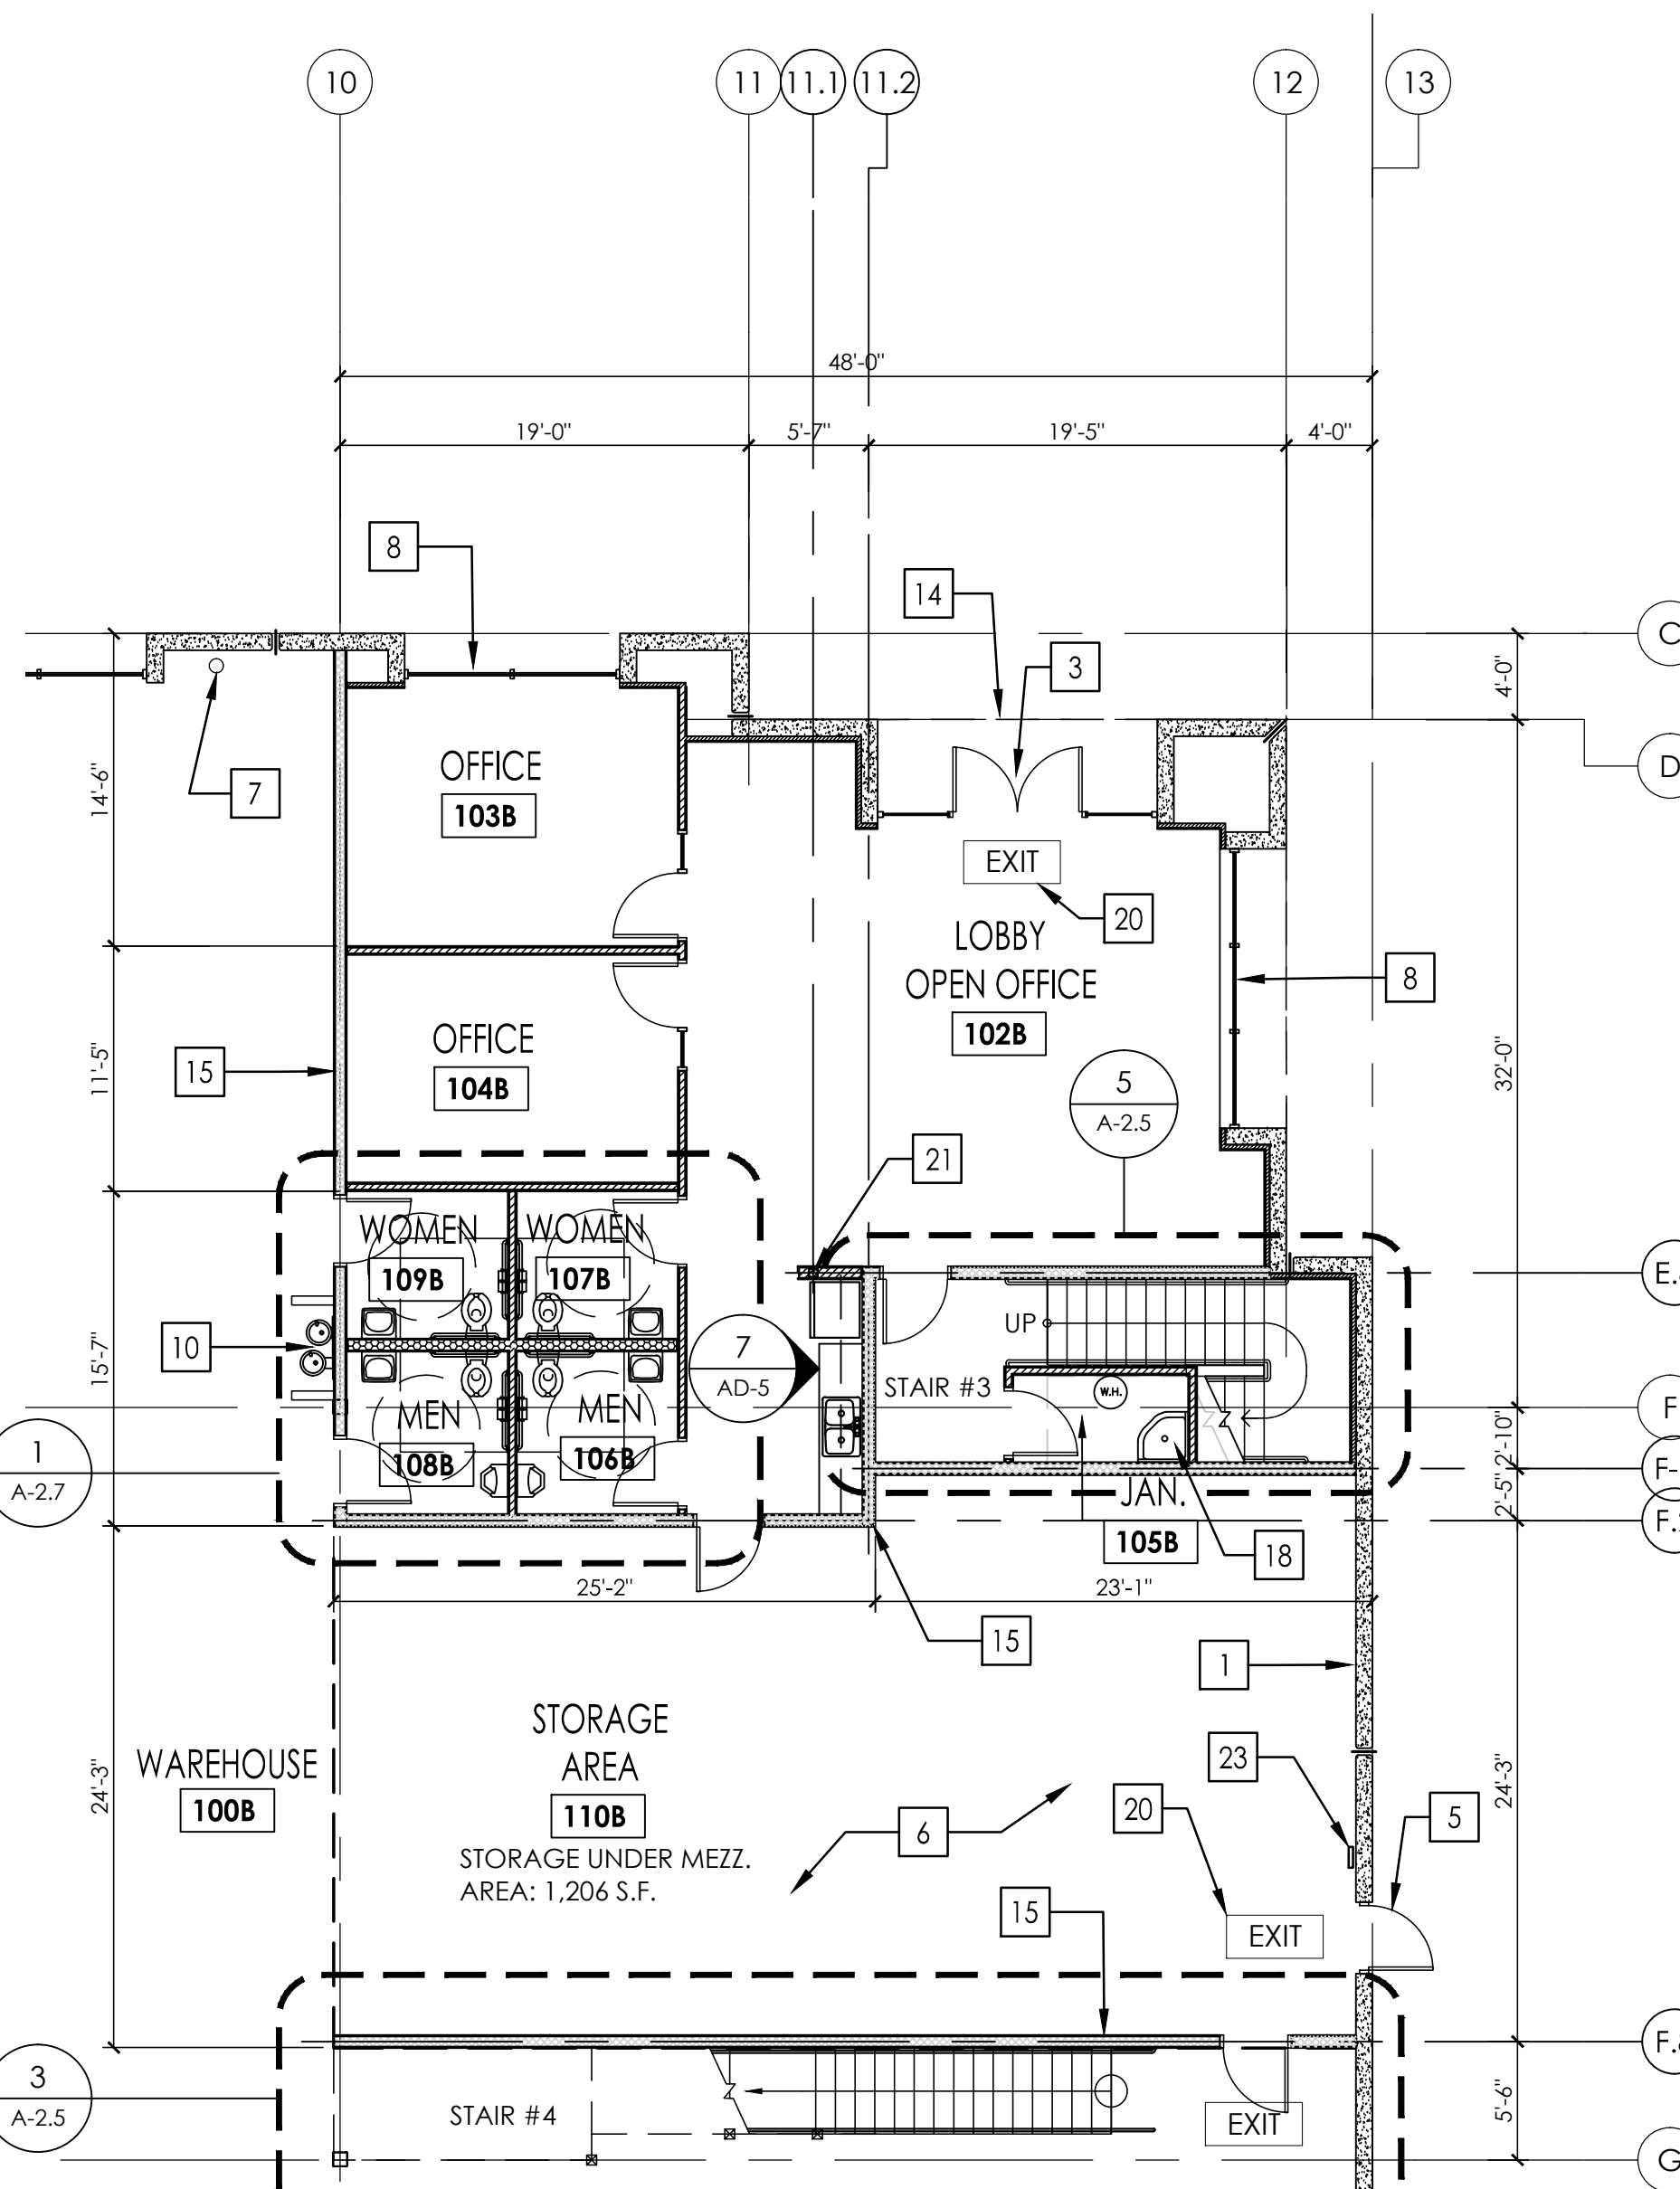 10
11
11.1
11.2
12
13
48'-0"
19'-0"
5'-7"
19'-5"
4'-0"
8
14
3
C
4'-0"
D
7
14'-6"
OFFICE
103B
EXIT
20
LOBBY
OPEN OFFICE
102B
8
32'-0"
15
11'-5"
OFFICE
104B
5
A-2.5
21
WOMEN
109B
WOMEN
107B
10
15'-7"
7
AD-5
UP
STAIR #3
W.H.
F
2'-10"
MEN
108B
MEN
106B
1
A-2.7
JAN.
105B
18
2'-5"
25'-2"
23'-1"
15
1
STORAGE
AREA
110B
STORAGE UNDER MEZZ.
AREA: 1,206 S.F.
WAREHOUSE
100B
24'-3"
23
20
5
24'-3"
6
15
EXIT
3
A-2.5
STAIR #4
EXIT
5'-6"
G